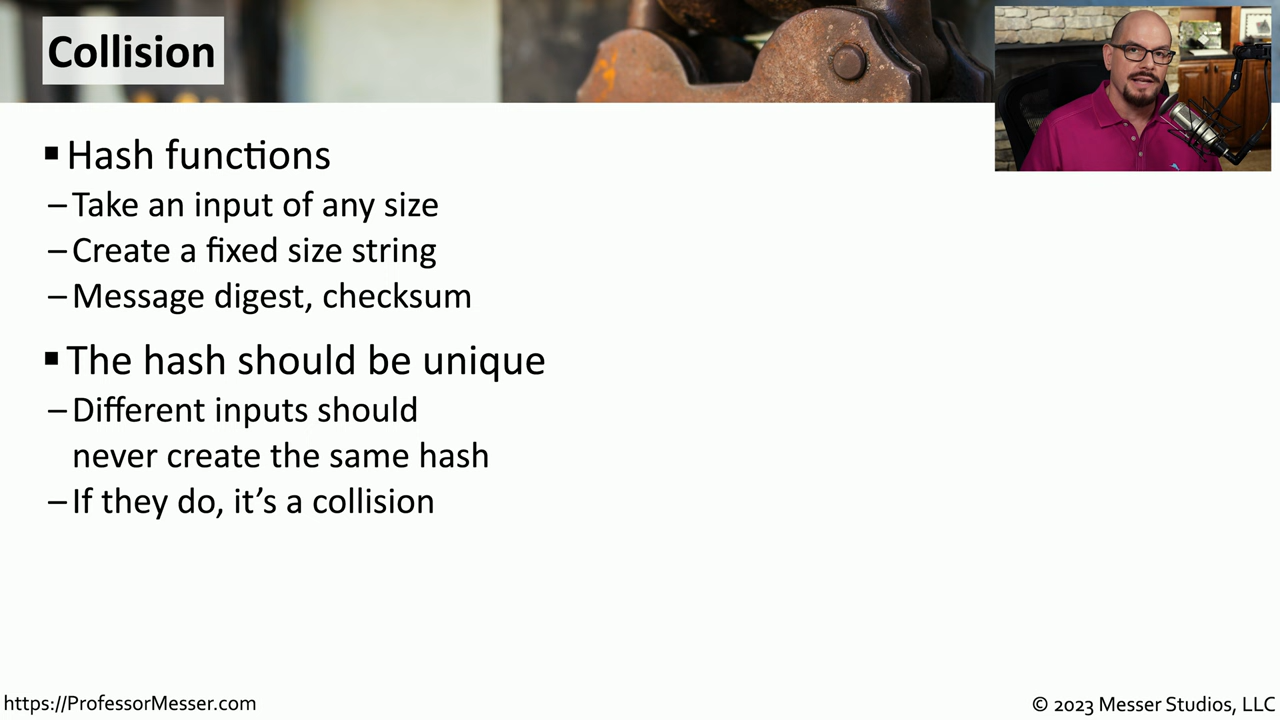 Collision
▪ Hash functions
– Take an input of any size
– Create a fixed size string
– Message digest, checksum
▪ The hash should be unique
– Different inputs should
never create the same hash
– If they do, it’s a collision
https://ProfessorMesser.com
© 2023 Messer Studios, LLC